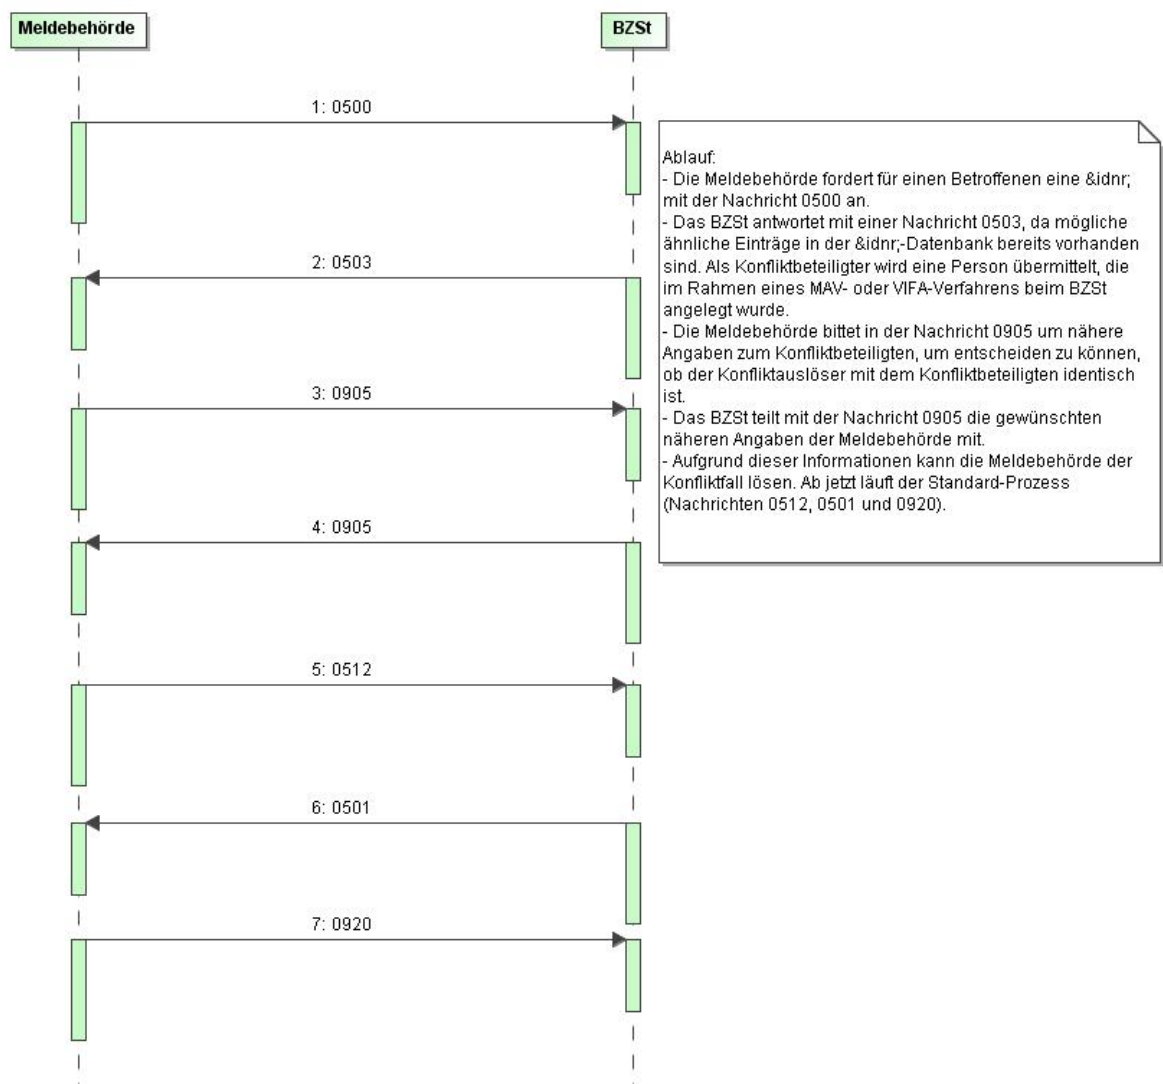 Meldebehörde
BZSt
1: 0500
Ablauf:
- Die Meldebehörde fordert für einen Betroffenen eine &idnr;
mit der Nachricht 0500 an.
- Das BZSt antwortet mit einer Nachricht 0503, da mögliche
ähnliche Einträge in der &idnr;-Datenbank bereits vorhanden
sind. Als Konfliktbeteiligter wird eine Person übermittelt, die
im Rahmen eines MAV- oder VIFA-Verfahrens beim BZSt
angelegt wurde.
- Die Meldebehörde bittet in der Nachricht 0905 um nähere
Angaben zum Konfliktbeteiligten, um entscheiden zu können,
ob der Konfliktauslöser mit dem Konfliktbeteiligten identisch
ist.
- Das BZSt teilt mit der Nachricht 0905 die gewünschten
näheren Angaben der Meldebehörde mit.
- Aufgrund dieser Informationen kann die Meldebehörde der
Konfliktfall lösen. Ab jetzt läuft der Standard-Prozess
(Nachrichten 0512, 0501 und 0920).
2: 0503
3: 0905
4: 0905
5: 0512
6: 0501
7: 0920